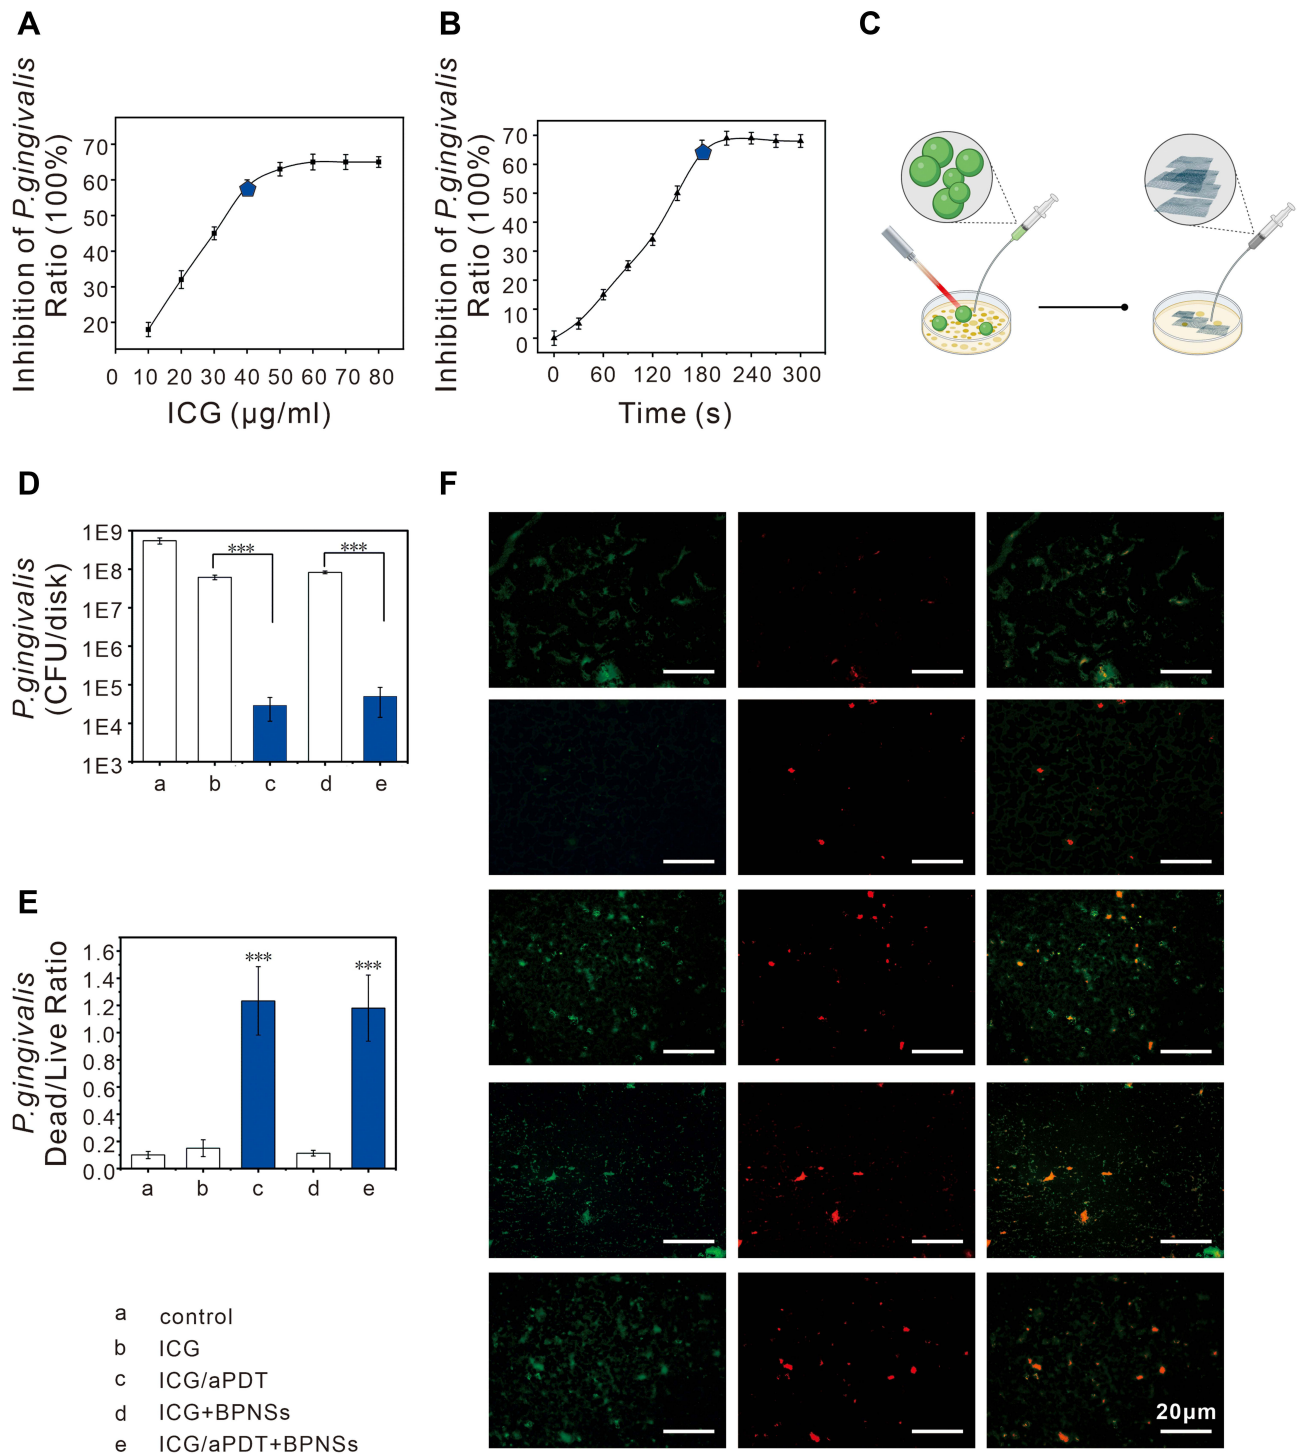 A
Inhibition of P.gingivalis
Ratio (100%)
70
60
50
40
30
20
0 10 20 30 40 50 60 70 80
ICG (μg/ml)
B
Inhibition of P.gingivalis
Ratio (100%)
70
60
50
40
30
20
10
0
0 60 120 180 240 300
Time (s)
C
D
P.gingivalis
(CFU/disk)
1E9
1E8
1E7
1E6
1E5
1E4
1E3
*** ***
a b c d e
E
P.gingivalis
Dead/Live Ratio
1.6
1.4
1.2
1.0
0.8
0.6
0.4
0.2
0.0
*** ***
a b c d e
a control
b ICG
c ICG/aPDT
d ICG+BPNSs
e ICG/aPDT+BPNSs
F
20μm